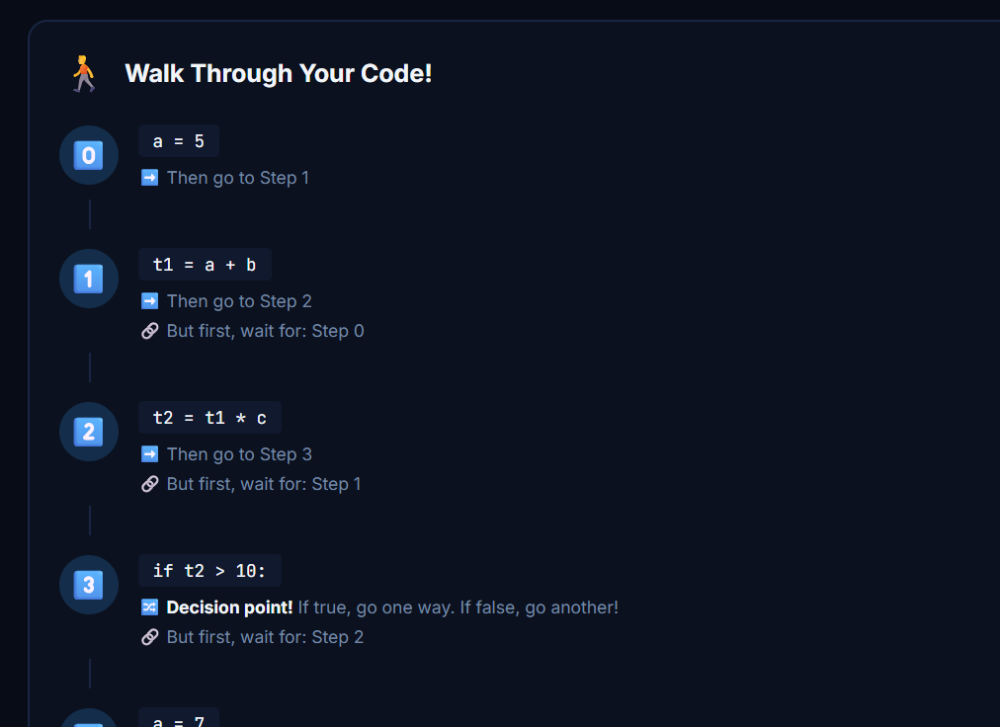 Walk Through Your Code!
0
a = 5
➡️ Then go to Step 1
1
t1 = a + b
➡️ Then go to Step 2
🔗 But first, wait for: Step 0
2
t2 = t1 * c
➡️ Then go to Step 3
🔗 But first, wait for: Step 1
3
if t2 > 10:
🔀 Decision point! If true, go one way. If false, go another!
🔗 But first, wait for: Step 2
a = 7